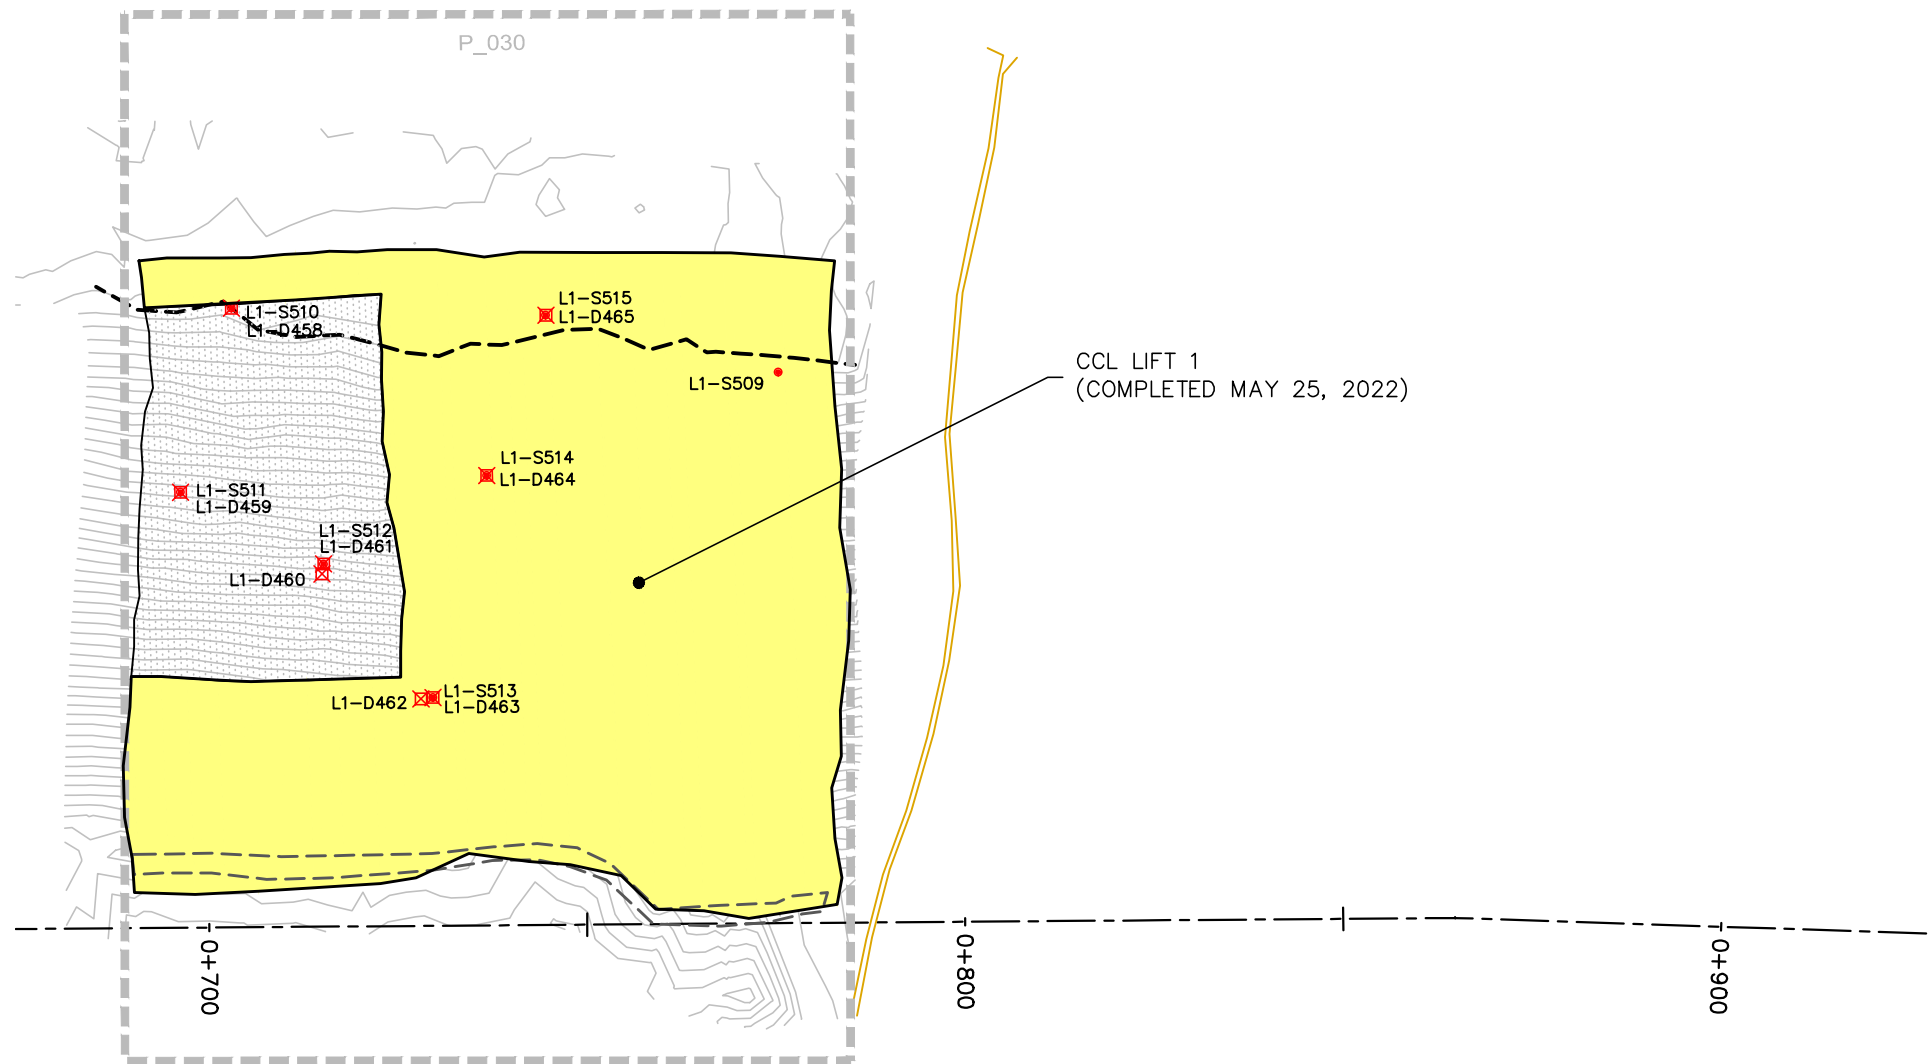 P_030
L1-S515
L1-D465
L1-S510
L1-D458
CCL LIFT 1
(COMPLETED MAY 25, 2022)
L1-S509
L1-S514
L1-D464
L1-S511
L1-D459
L1-S512
L1-D461
L1-D460
L1-S513
L1-D462
L1-D463
0+700
0+800
0+900